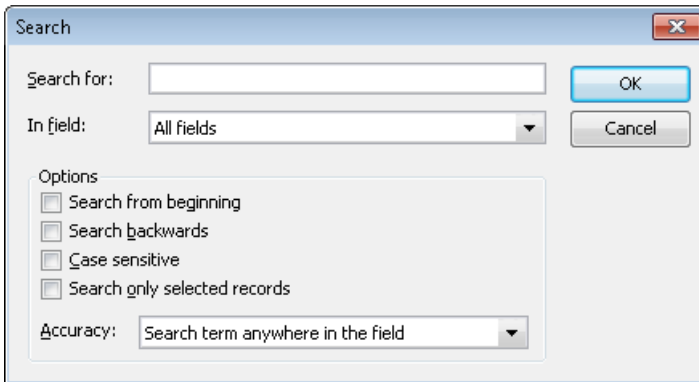 Search
Search for:
OK
In field: All fields
Cancel
Options
Search from beginning
Search backwards
Case sensitive
Search only selected records
Accuracy: Search term anywhere in the field